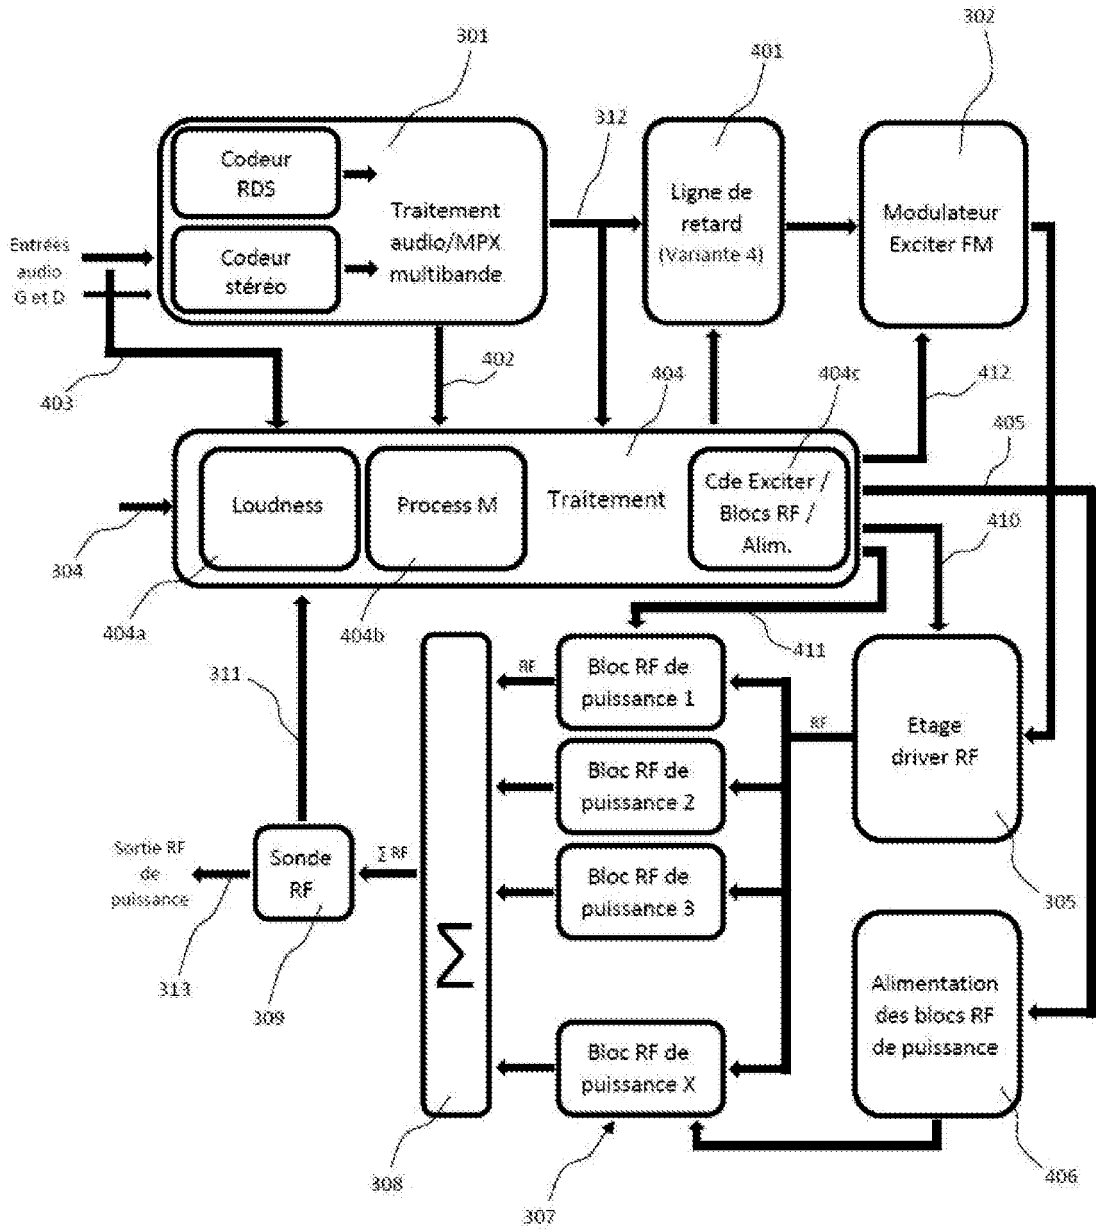 301
302
401
312
Codeur
RDS
Traitement
audio/MPX
multibande
Codeur
stéréo
Ligne de
retard
(Variante 4)
Modulateur
Exciter FM
Entrées
audio
G et D
403
402
404
404c
412
405
Loudness
Process M
Traitement
Cde Exciter /
Blocs RF /
Alim.
304
410
404a
404b
411
311
RF
Bloc RF de
puissance 1
RF
Etage
driver RF
Bloc RF de
puissance 2
Sortie RF
de
puissance
Sonde
RF
∑ RF
Bloc RF de
puissance 3
305
313
309
∑
Alimentation
des blocs RF
de puissance
Bloc RF de
puissance X
308
307
406